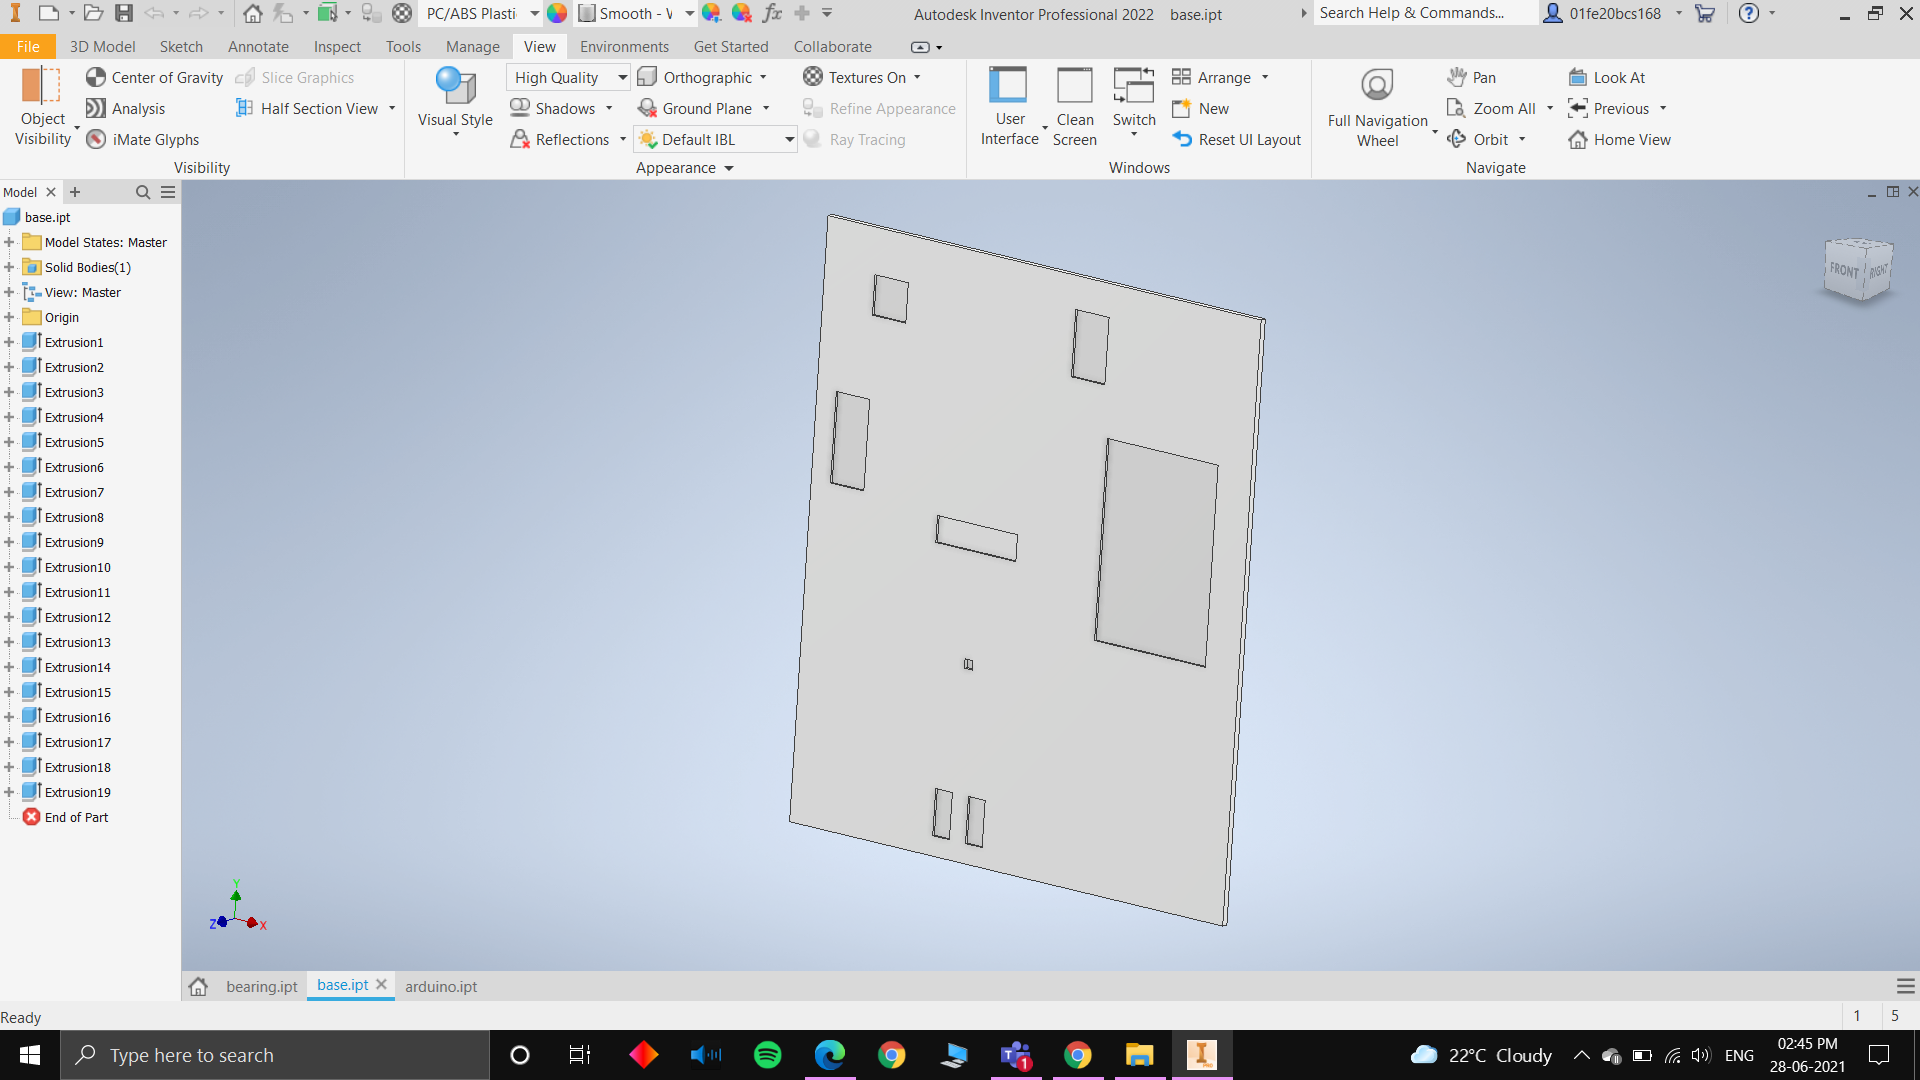 PC/ABS Plasti
Smooth - V
fx
Autodesk Inventor Professional 2022 base.ipt
Search Help & Commands...
01fe20bcs168
File 3D Model Sketch Annotate Inspect Tools Manage View Environments Get Started Collaborate
Object Visibility
Center of Gravity
Analysis
iMate Glyphs
Slice Graphics
Half Section View
Visibility
Visual Style
High Quality
Shadows
Reflections
Orthographic
Ground Plane
Default IBL
Textures On
Refine Appearance
Ray Tracing
Appearance
User Interface
Clean Screen
Switch
Arrange
New
Reset UI Layout
Windows
Full Navigation Wheel
Pan
Zoom All
Orbit
Look At
Previous
Home View
Navigate
Model
base.ipt
Model States: Master
Solid Bodies(1)
View: Master
Origin
Extrusion1
Extrusion2
Extrusion3
Extrusion4
Extrusion5
Extrusion6
Extrusion7
Extrusion8
Extrusion9
Extrusion10
Extrusion11
Extrusion12
Extrusion13
Extrusion14
Extrusion15
Extrusion16
Extrusion17
Extrusion18
Extrusion19
End of Part
FRONT
RIGHT
Y
Z
X
bearing.ipt base.ipt arduino.ipt
Ready
1 5
Type here to search
1
22°C Cloudy
ENG
02:45 PM
28-06-2021